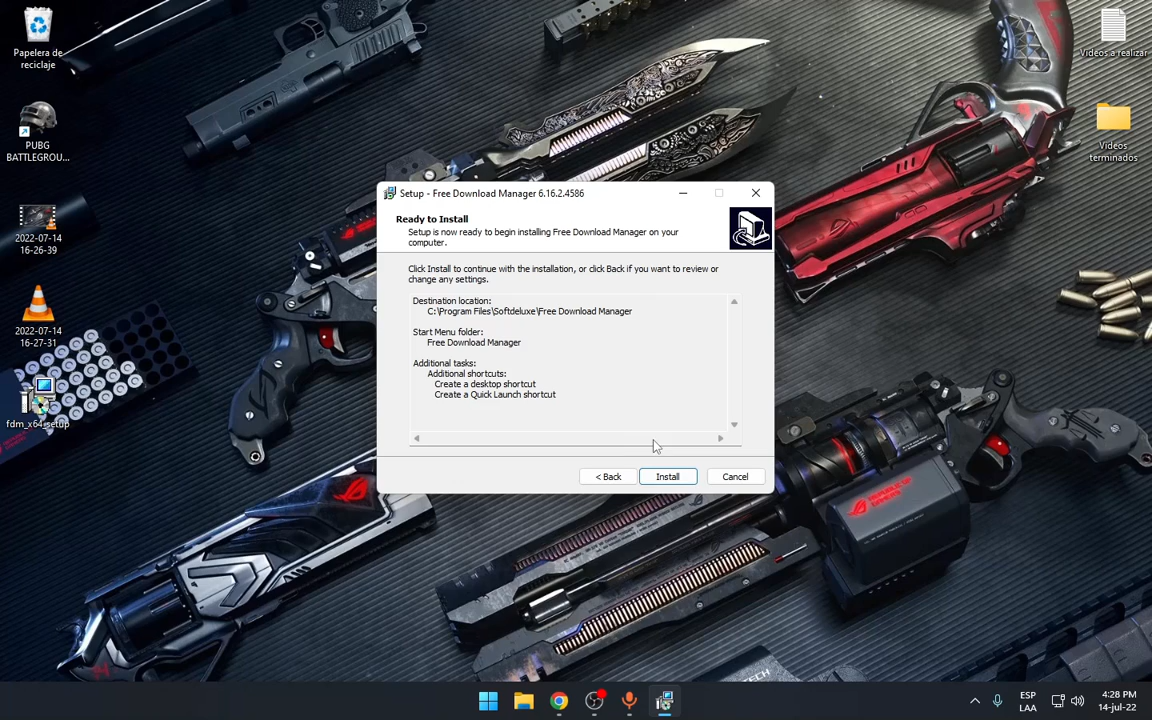 Papelera de
reciclaje
PUBG
BATTLEGROU...
2022-07-14
16-26-39
2022-07-14
16-27-31
fdm_x64_setup
Videos a realizar
Videos
terminados
Setup - Free Download Manager 6.16.2.4586
Ready to Install
Setup is now ready to begin installing Free Download Manager on your
computer.
Click Install to continue with the installation, or click Back if you want to review or
change any settings.
Destination location:
C:\Program Files\Softdeluxe\Free Download Manager
Start Menu folder:
Free Download Manager
Additional tasks:
Additional shortcuts:
Create a desktop shortcut
Create a Quick Launch shortcut
< Back
Install
Cancel
REPUBLIC OF
GAMERS
ESP
LAA
4:28 PM
14-jul-22